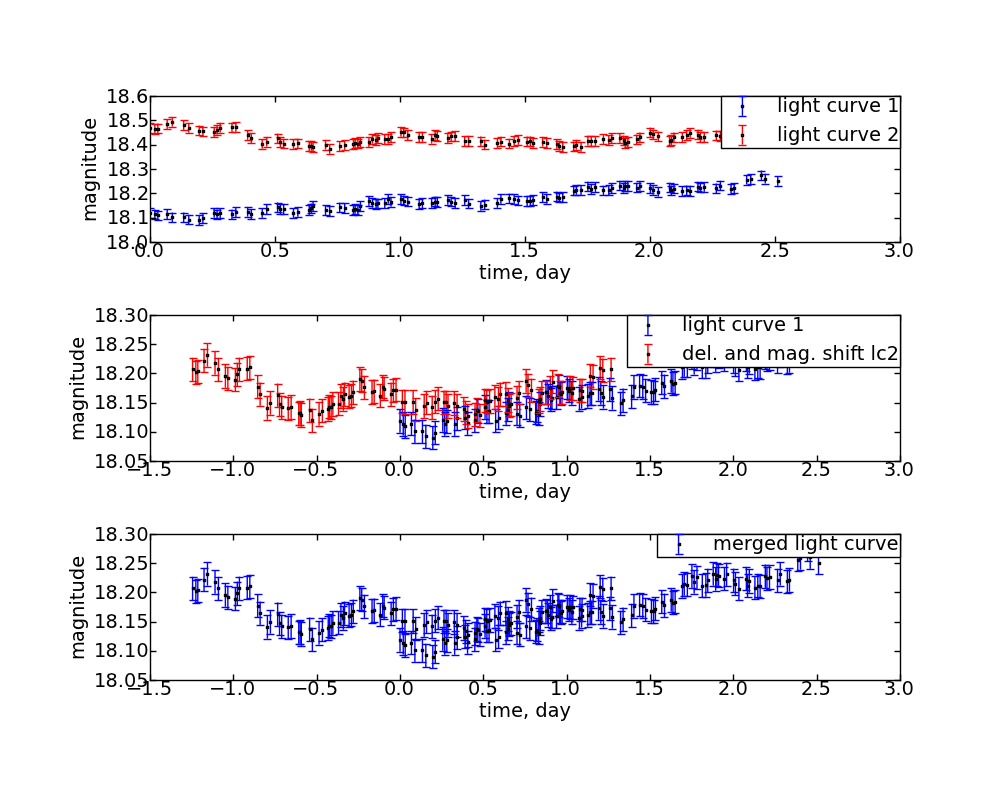 18.6
18.5
18.4
18.3
18.2
18.1
18.0
magnitude
light curve 1
light curve 2
0.0 0.5 1.0 1.5 2.0 2.5 3.0
time, day
18.30
18.25
18.20
18.15
18.10
18.05
magnitude
light curve 1
del. and mag. shift lc2
−1.5 −1.0 −0.5 0.0 0.5 1.0 1.5 2.0 2.5 3.0
time, day
18.30
18.25
18.20
18.15
18.10
18.05
magnitude
merged light curve
−1.5 −1.0 −0.5 0.0 0.5 1.0 1.5 2.0 2.5 3.0
time, day